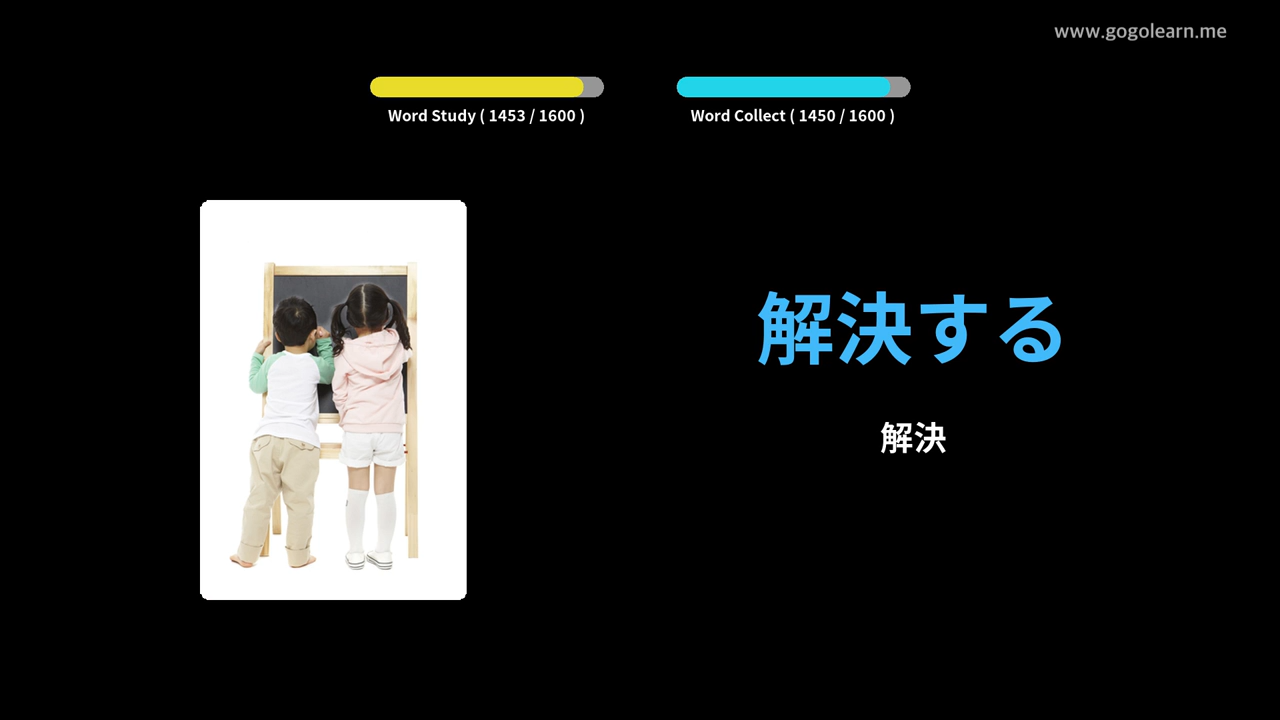 www.gogolearn.me
Word Study ( 1453 / 1600 )
Word Collect ( 1450 / 1600 )
解決する
解決